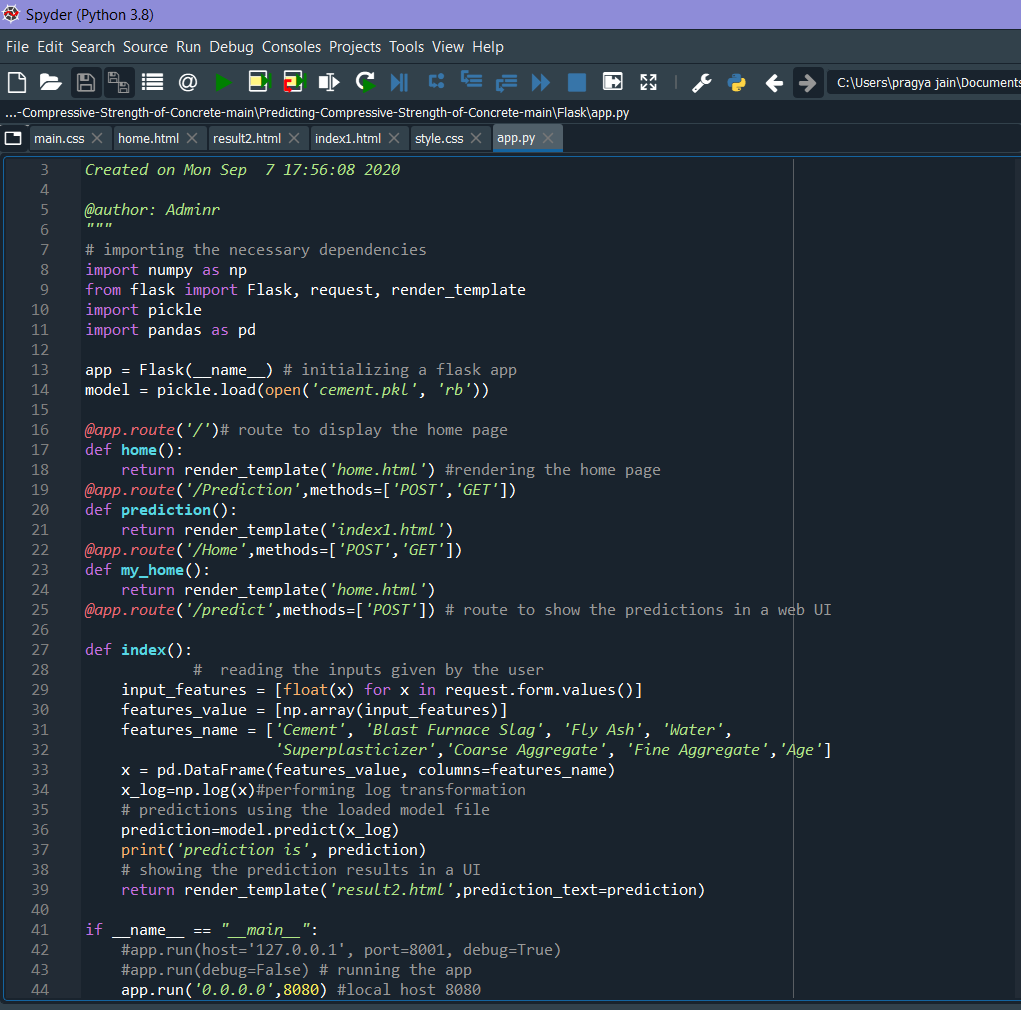 Spyder (Python 3.8)
File Edit Search Source Run Debug Consoles Projects Tools View Help
C:\Users\pragya jain\Documents
...-Compressive-Strength-of-Concrete-main\Predicting-Compressive-Strength-of-Concrete-main\Flask\app.py
main.css home.html result2.html index1.html style.css app.py
3 Created on Mon Sep  7 17:56:08 2020
4
5 @author: Adminr
6 """
7 # importing the necessary dependencies
8 import numpy as np
9 from flask import Flask, request, render_template
10 import pickle
11 import pandas as pd
12
13 app = Flask(__name__) # initializing a flask app
14 model = pickle.load(open('cement.pkl', 'rb'))
15
16 @app.route('/')# route to display the home page
17 def home():
18     return render_template('home.html') #rendering the home page
19 @app.route('/Prediction',methods=['POST','GET'])
20 def prediction():
21     return render_template('index1.html')
22 @app.route('/Home',methods=['POST','GET'])
23 def my_home():
24     return render_template('home.html')
25 @app.route('/predict',methods=['POST']) # route to show the predictions in a web UI
26
27 def index():
28             #  reading the inputs given by the user
29     input_features = [float(x) for x in request.form.values()]
30     features_value = [np.array(input_features)]
31     features_name = ['Cement', 'Blast Furnace Slag', 'Fly Ash', 'Water',
32                      'Superplasticizer','Coarse Aggregate', 'Fine Aggregate','Age']
33     x = pd.DataFrame(features_value, columns=features_name)
34     x_log=np.log(x)#performing log transformation
35     # predictions using the loaded model file
36     prediction=model.predict(x_log)
37     print('prediction is', prediction)
38     # showing the prediction results in a UI
39     return render_template('result2.html',prediction_text=prediction)
40
41 if __name__ == "__main__":
42     #app.run(host='127.0.0.1', port=8001, debug=True)
43     #app.run(debug=False) # running the app
44     app.run('0.0.0.0',8080) #local host 8080